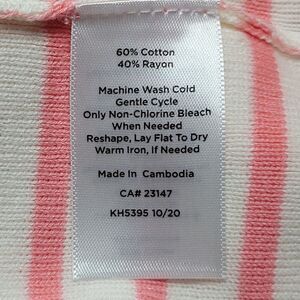 60% Cotton
40% Rayon
Machine Wash Cold
Gentle Cycle
Only Non-Chlorine Bleach
When Needed
Reshape, Lay Flat To Dry
Warm Iron, If Needed
Made In Cambodia
CA# 23147
KH5395 10/20